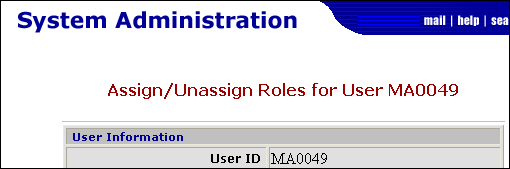 System Administration
mail | help | sea
Assign/Unassign Roles for User MA0049
User Information
User ID MA0049